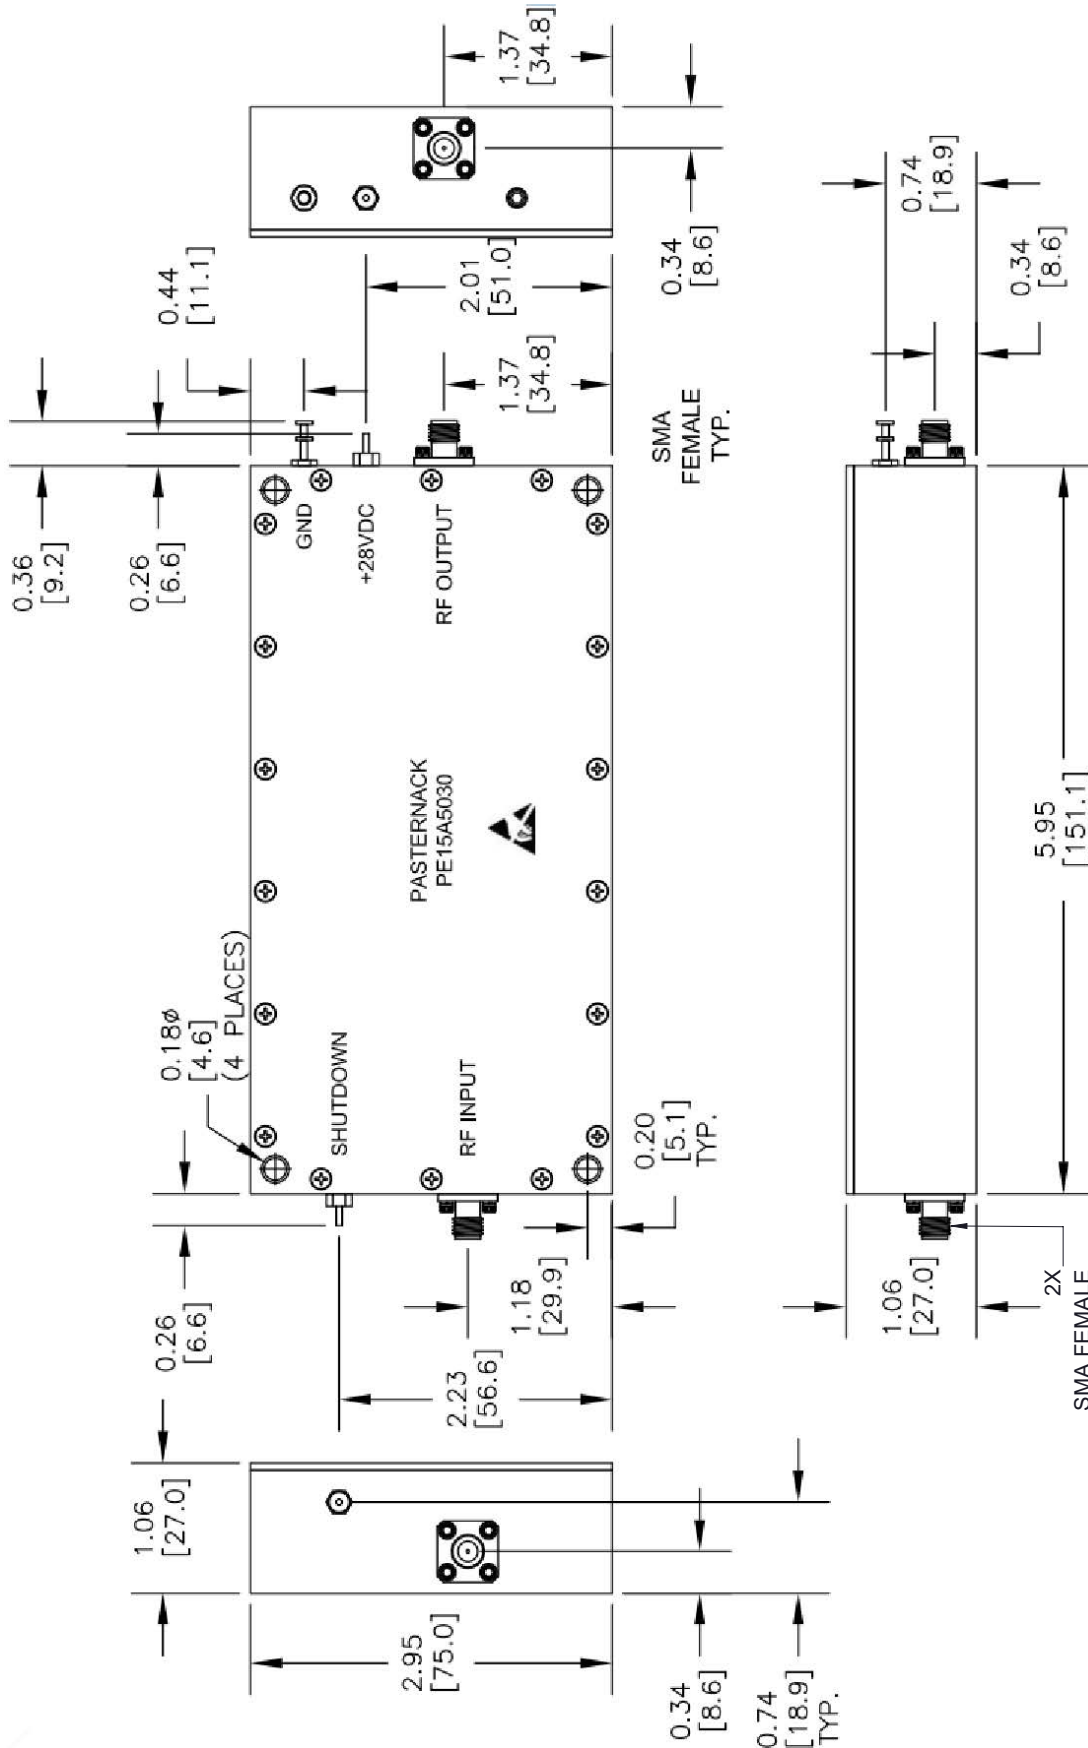 0.36
[9.2]
0.26
[6.6]
0.44
[11.1]
1.37
[34.8]
0.34
[8.6]
2.01
[51.0]
1.37
[34.8]
SMA
FEMALE
TYP.
0.74
[18.9]
0.34
[8.6]
GND
+28VDC
RF OUTPUT
PASTERNACK
PE15A5030
0.18ø
[4.6]
(4 PLACES)
SHUTDOWN
RF INPUT
0.20
[5.1]
TYP.
5.95
[151.1]
0.26
[6.6]
1.18
[29.9]
2.23
[56.6]
1.06
[27.0]
2X
SMA FEMALE
1.06
[27.0]
2.95
[75.0]
0.34
[8.6]
0.74
[18.9]
TYP.